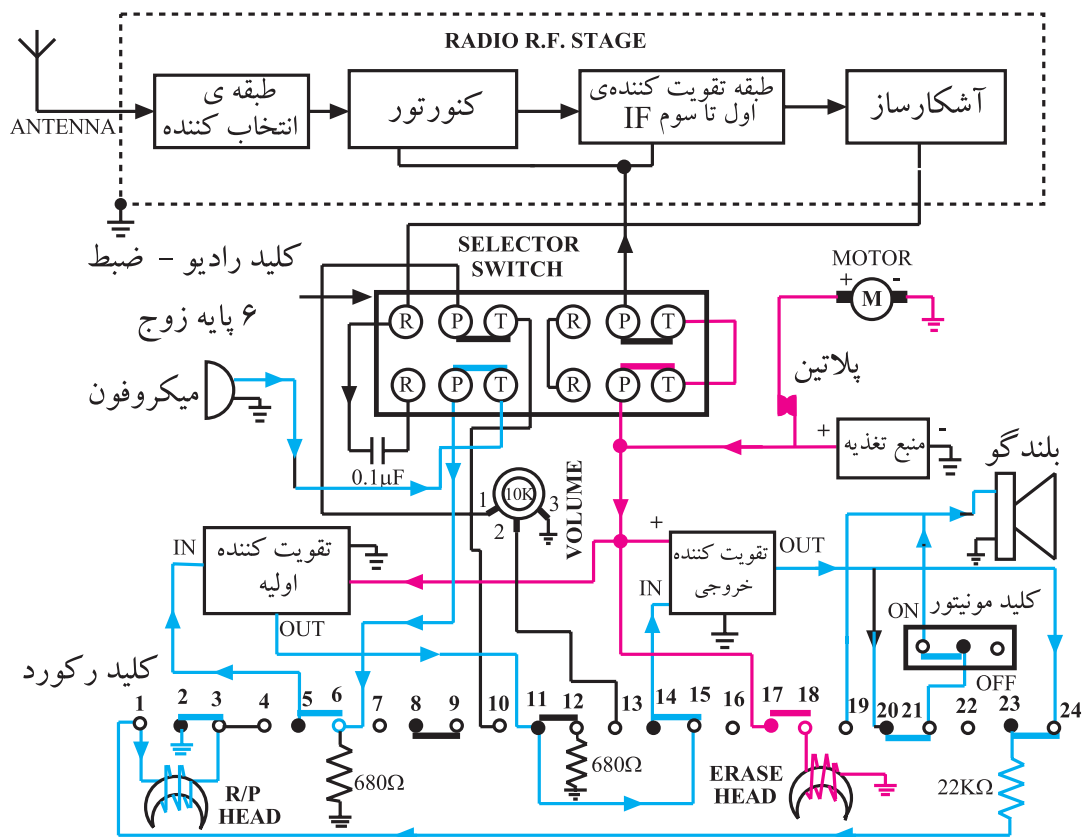 RADIO R.F. STAGE
ANTENNA
طبقه ی
انتخاب کننده
کنورتور
طبقه تقویت کننده‌ی
اول تا سوم IF
آشکارساز
کلید رادیو - ضبط
۶ پایه زوج
SELECTOR
SWITCH
R
P
T
R
P
T
R
P
T
R
P
T
MOTOR
+
-
M
پلاتین
میکروفون
0.1µF
+
منبع تغذیه
-
بلندگو
1
10K
3
2
VOLUME
IN
تقویت کننده
اولیه
OUT
+
تقویت کننده
خروجی
OUT
IN
کلید مونیتور
ON
OFF
کلید رکورد
1
2
3
4
5
6
7
8
9
10
11
12
13
14
15
16
17
18
19
20
21
22
23
24
R/P
HEAD
680Ω
680Ω
ERASE
HEAD
22KΩ